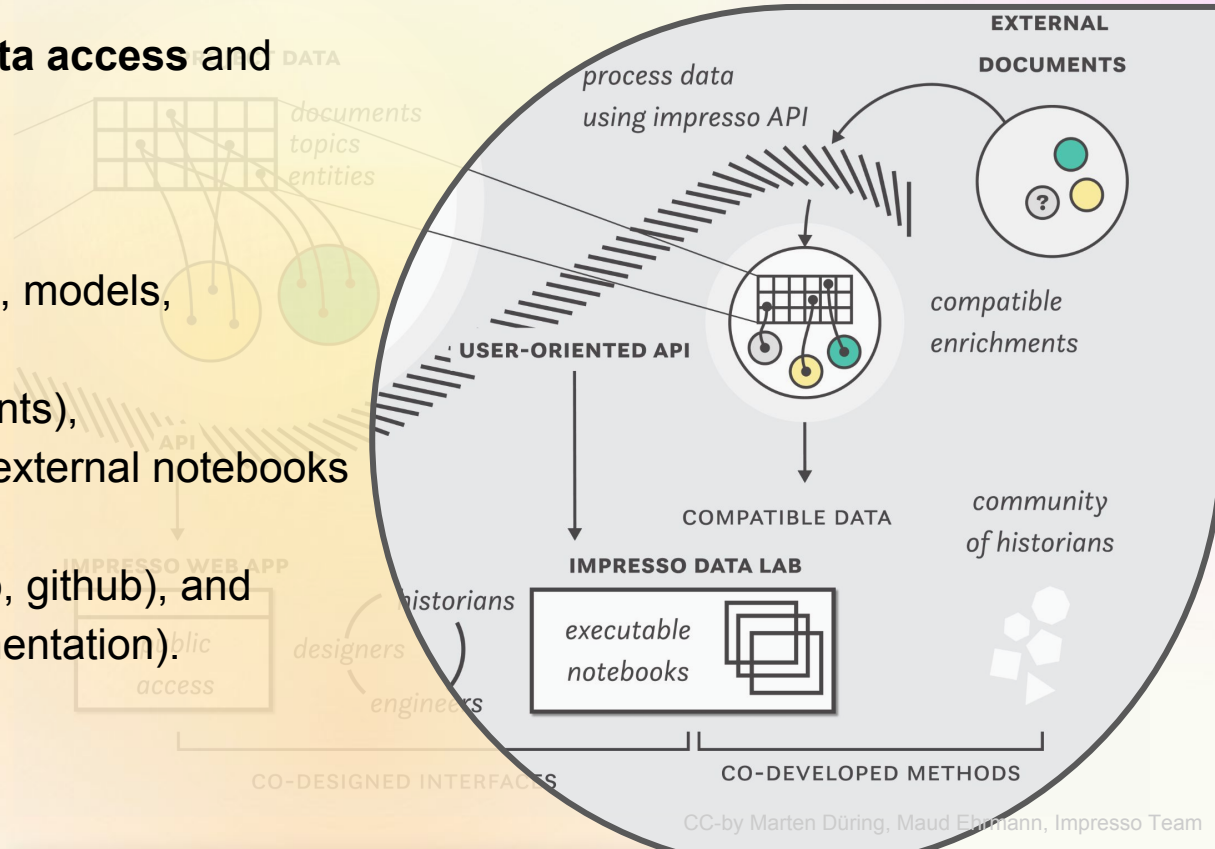 ta access and
, models,
nts),
external notebooks
, github), and
entation).
DATA
documents
topics
entities
API
IMPRESSO WEB APP
public
access
designers
historians
engineers
CO-DESIGNED INTERFACES
EXTERNAL
DOCUMENTS
process data
using impresso API
?
compatible
enrichments
USER-ORIENTED API
COMPATIBLE DATA
community
of historians
IMPRESSO DATA LAB
executable
notebooks
CO-DEVELOPED METHODS
CC-by Marten Düring, Maud Ehrmann, Impresso Team